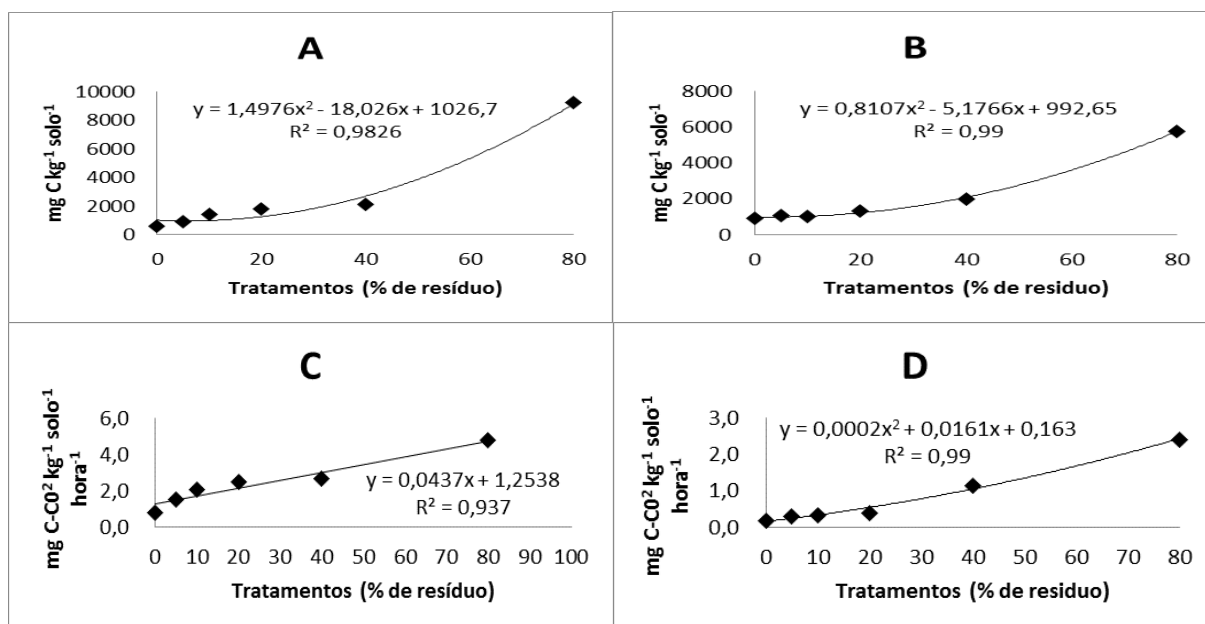 A
mg C kg⁻¹ solo⁻¹
10000
8000
6000
4000
2000
0
y = 1,4976x² - 18,026x + 1026,7
R² = 0,9826
0 20 40 60 80
Tratamentos (% de resíduo)
B
mg C kg⁻¹ solo⁻¹
8000
6000
4000
2000
0
y = 0,8107x² - 5,1766x + 992,65
R² = 0,99
0 20 40 60 80
Tratamentos (% de residuo)
C
mg C-C0² kg⁻¹ solo⁻¹
hora⁻¹
6,0
4,0
2,0
0,0
y = 0,0437x + 1,2538
R² = 0,937
0 10 20 30 40 50 60 70 80 90 100
Tratamentos (% de resíduo)
D
mg C-C0² kg⁻¹ solo⁻¹
hora⁻¹
3,0
2,0
1,0
0,0
y = 0,0002x² + 0,0161x + 0,163
R² = 0,99
0 10 20 30 40 50 60 70 80
Tratamentos (% de residuo)